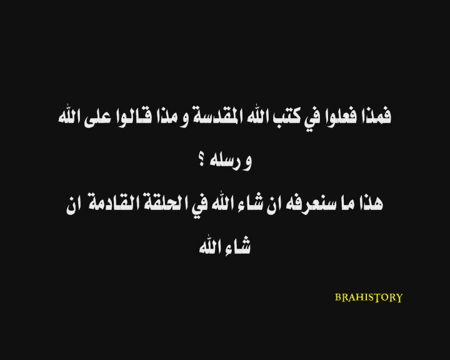 فمذا فعلوا في كتب الله المقدسة و مذا قالوا على الله
و رسله ؟
هذا ما سنعرفه ان شاء الله في الحلقة القادمة ان
شاء الله
BRAHISTORY